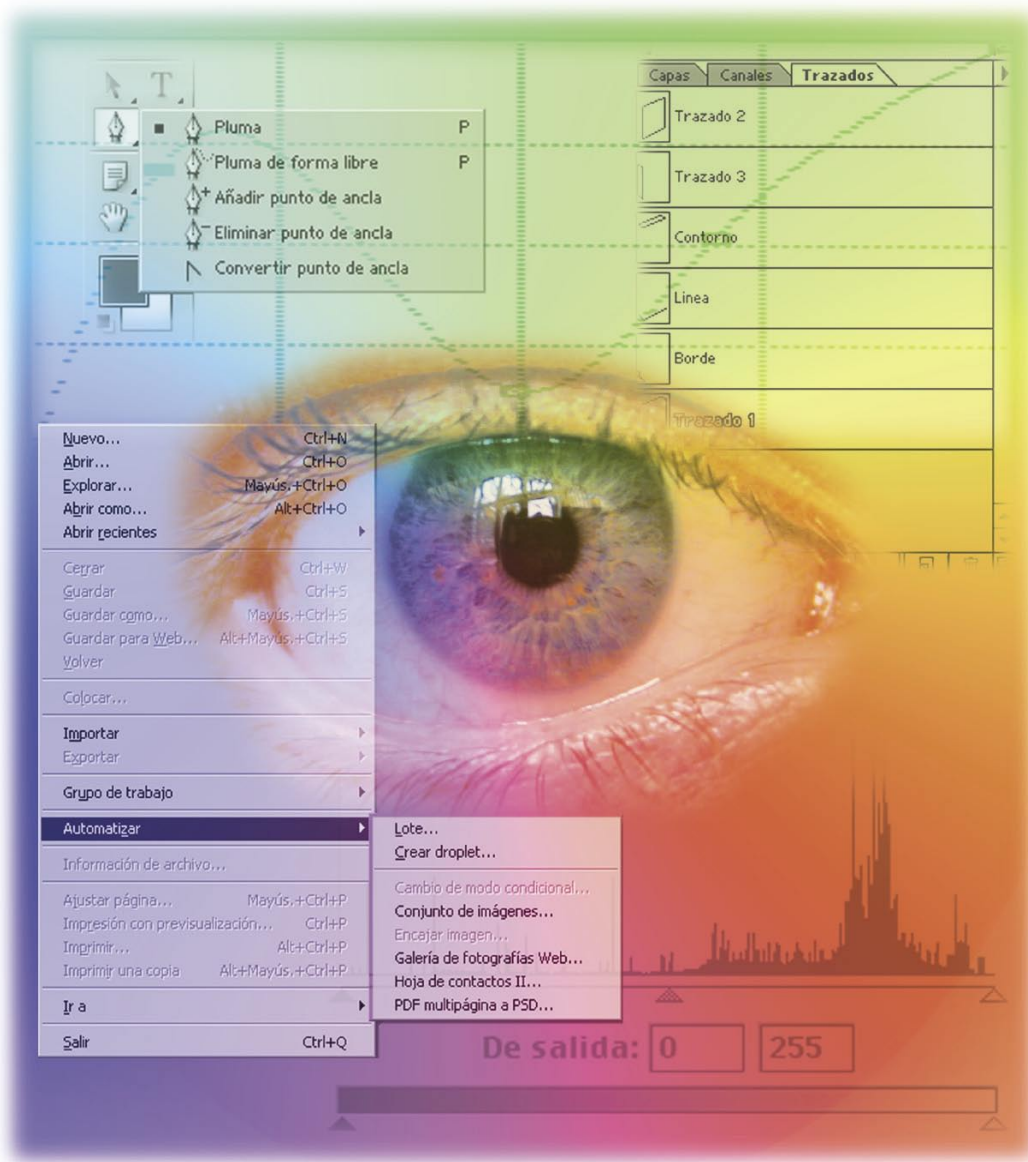 T
Pluma P
Pluma de forma libre P
Añadir punto de ancla
Eliminar punto de ancla
Convertir punto de ancla
Capas Canales Trazados
Trazado 2
Trazado 3
Contorno
Linea
Borde
Trazado 1
Nuevo... Ctrl+N
Abrir... Ctrl+O
Explorar... Mayús.+Ctrl+O
Abrir como... Alt+Ctrl+O
Abrir recientes
Cerrar Ctrl+W
Guardar Ctrl+S
Guardar como... Mayús.+Ctrl+S
Guardar para Web... Alt+Mayús.+Ctrl+S
Volver
Colocar...
Importar
Exportar
Grupo de trabajo
Automatizar
Información de archivo...
Ajustar página... Mayús.+Ctrl+P
Impresión con previsualización... Ctrl+P
Imprimir... Alt+Ctrl+P
Imprimir una copia Alt+Mayús.+Ctrl+P
Ir a
Salir Ctrl+Q
Lote...
Crear droplet...
Cambio de modo condicional...
Conjunto de imágenes...
Encajar imagen...
Galería de fotografías Web...
Hoja de contactos II...
PDF multipágina a PSD...
De salida: 0 255